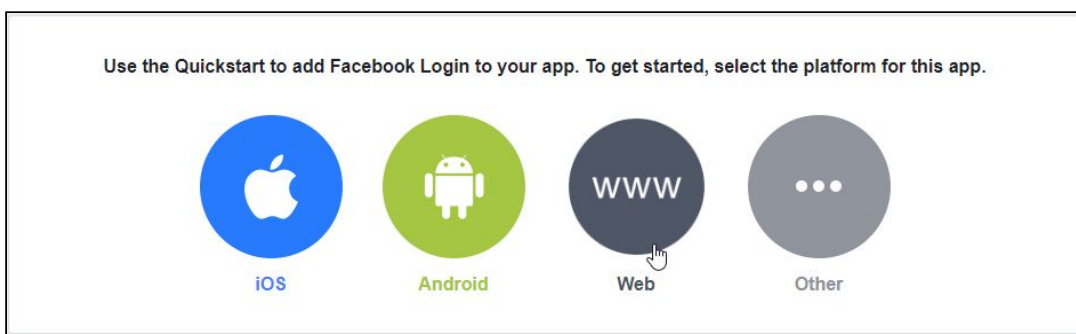 Use the Quickstart to add Facebook Login to your app. To get started, select the platform for this app.
WWW
iOS
Android
Web
Other